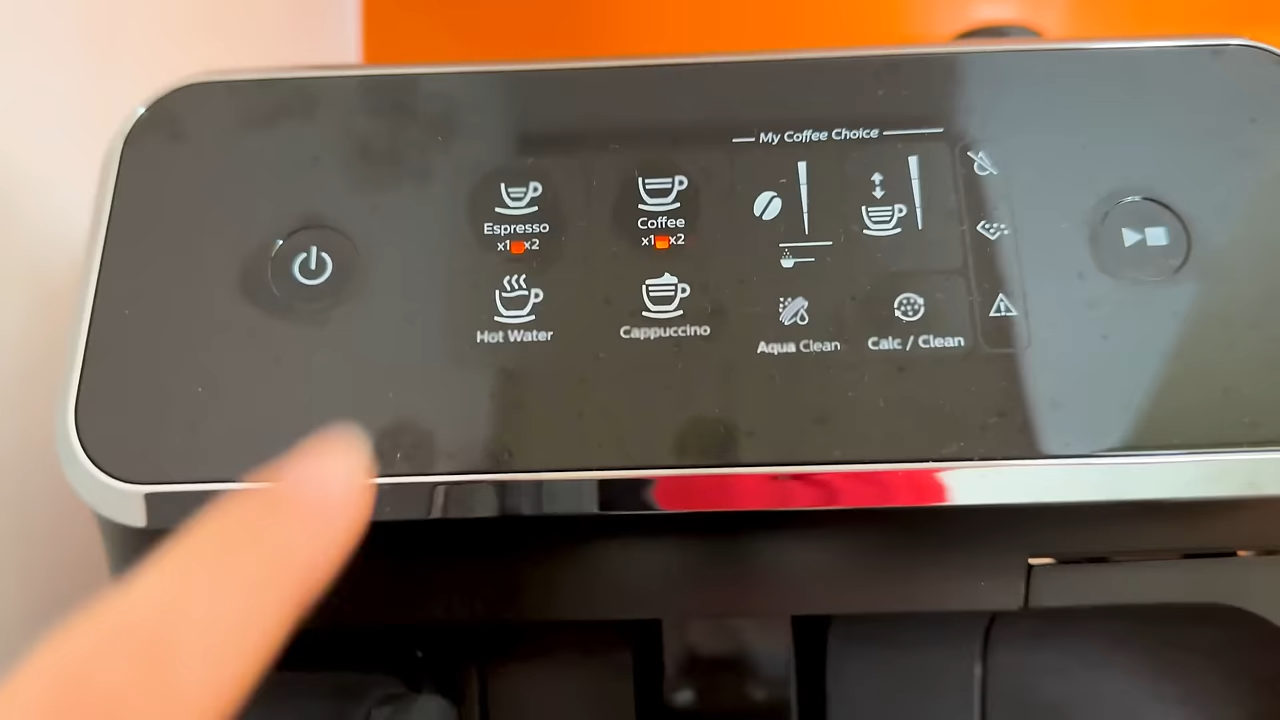 My Coffee Choice
Espresso
x1 x2
Coffee
x1 x2
Hot Water
Cappuccino
Aqua Clean
Calc / Clean